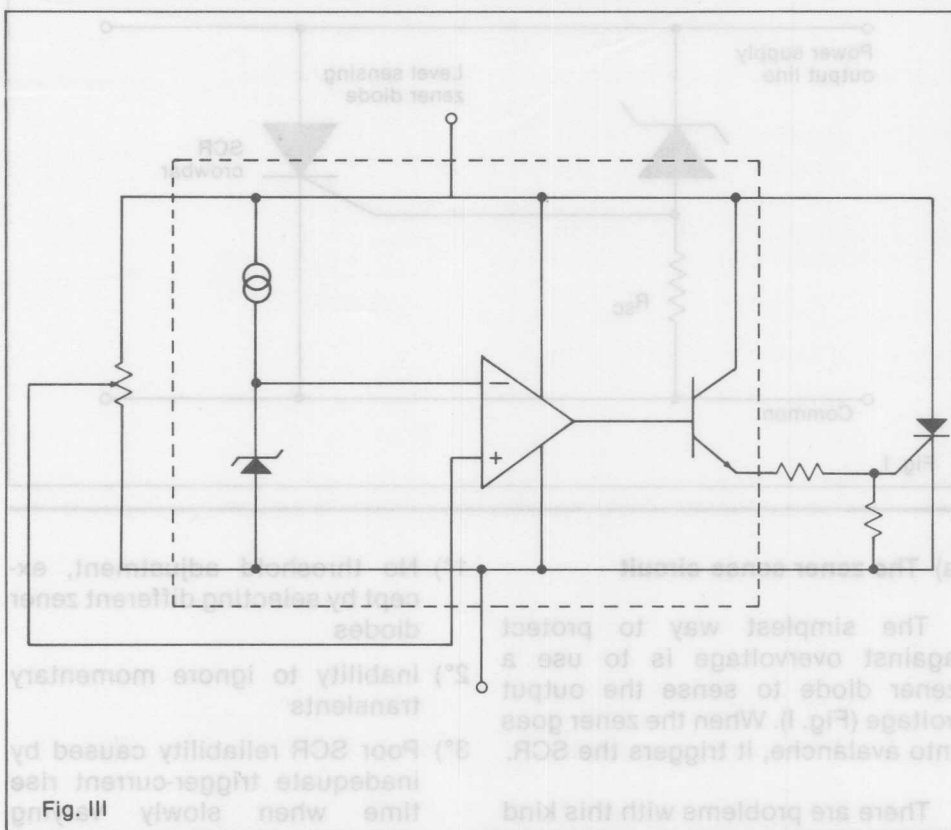 Power supply
output line
Level sensing
zener diode
SCR
crowbar
Rsc
− 
+
Common
Fig. I
a) The zener sense circuit
The simplest way to protect
against overvoltage is to use a
zener diode to sense the output
voltage (Fig. I). When the zener goes
into avalanche, it triggers the SCR.
There are problems with this kind
1°) No threshold adjustment, ex-
cept by selecting different zener
diodes
2°) Inability to ignore momentary
transients
3°) Poor SCR reliability caused by
inadequate trigger-current rise
time when slowly varying
Fig. III